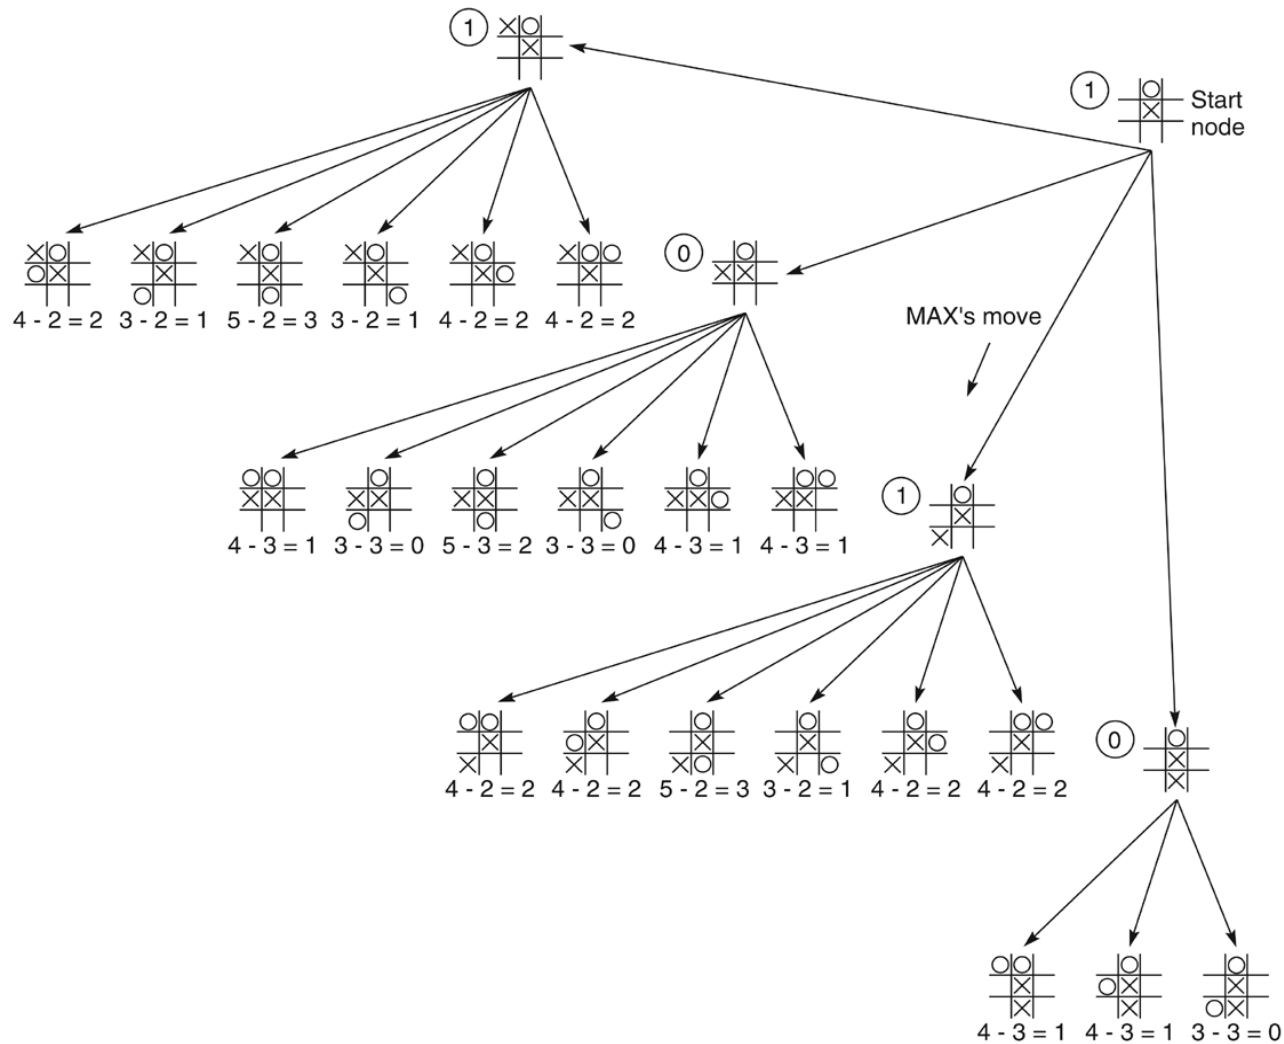 1
1
Start
node
4 - 2 = 2
3 - 2 = 1
5 - 2 = 3
3 - 2 = 1
4 - 2 = 2
4 - 2 = 2
0
MAX's move
4 - 3 = 1
3 - 3 = 0
5 - 3 = 2
3 - 3 = 0
4 - 3 = 1
4 - 3 = 1
1
4 - 2 = 2
4 - 2 = 2
5 - 2 = 3
3 - 2 = 1
4 - 2 = 2
4 - 2 = 2
0
4 - 3 = 1
4 - 3 = 1
3 - 3 = 0